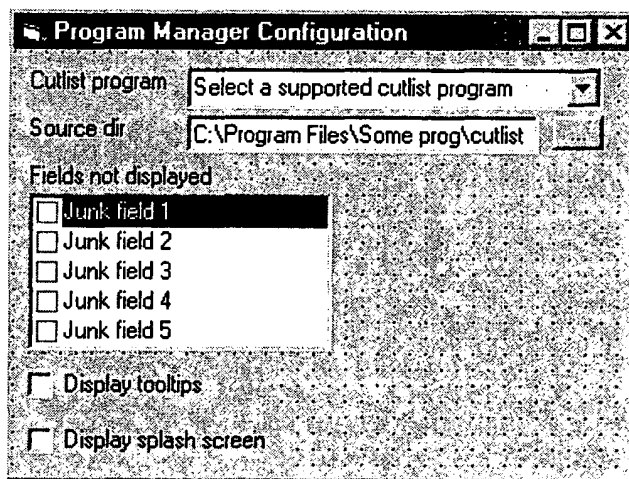 Program Manager Configuration
Cutlist program Select a supported cutlist program
Source dir C:\Program Files\Some prog\cutlist ...
Fields not displayed
Junk field 1
Junk field 2
Junk field 3
Junk field 4
Junk field 5
Display tooltips
Display splash screen